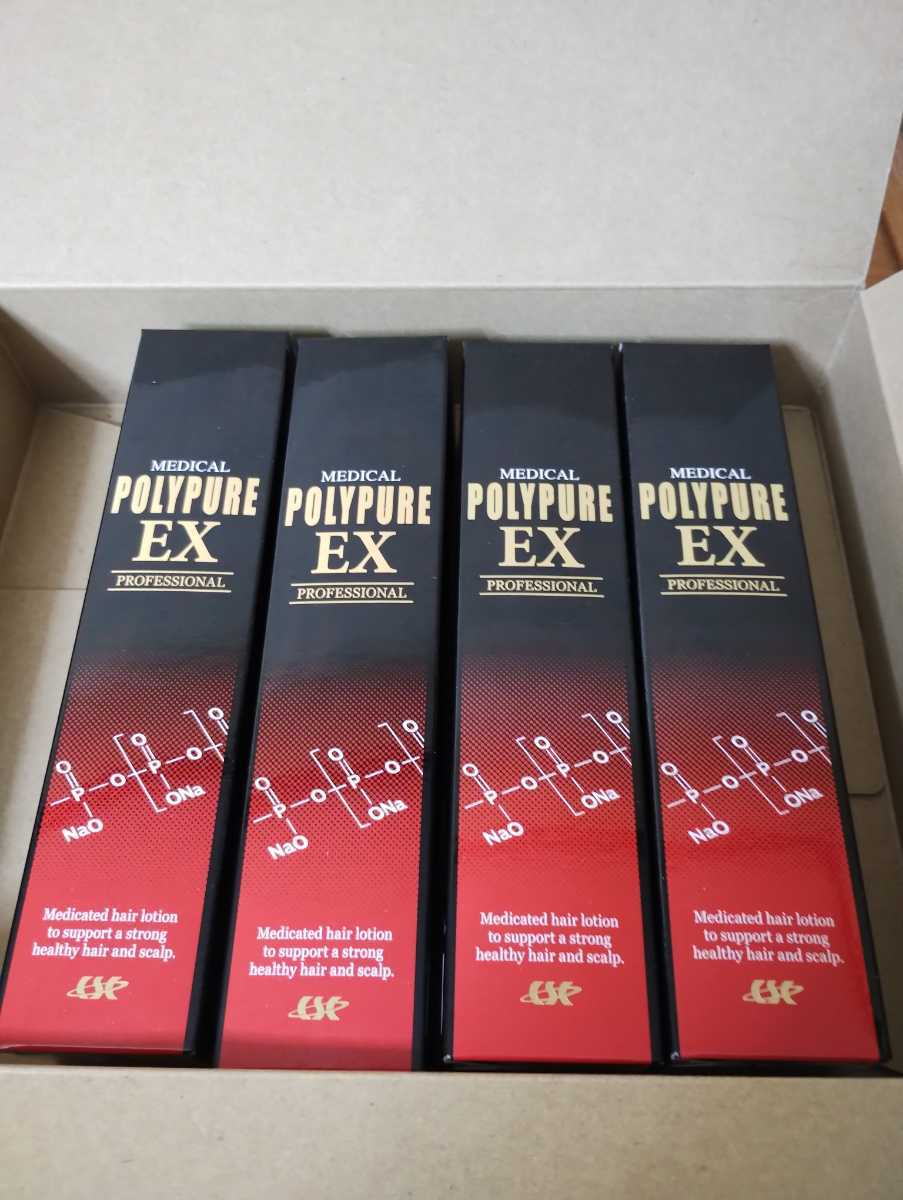 MEDICAL
POLYPURE
EX
PROFESSIONAL
O
P
O
P
O
O
NaO
ONa
Medicated hair lotion
to support a strong
healthy hair and scalp.
MEDICAL
POLYPURE
EX
PROFESSIONAL
O
P
O
P
O
O
NaO
ONa
Medicated hair lotion
to support a strong
healthy hair and scalp.
MEDICAL
POLYPURE
EX
PROFESSIONAL
O
P
O
P
O
O
NaO
ONa
Medicated hair lotion
to support a strong
healthy hair and scalp.
MEDICAL
POLYPURE
EX
PROFESSIONAL
O
P
O
P
O
O
NaO
ONa
Medicated hair lotion
to support a strong
healthy hair and scalp.